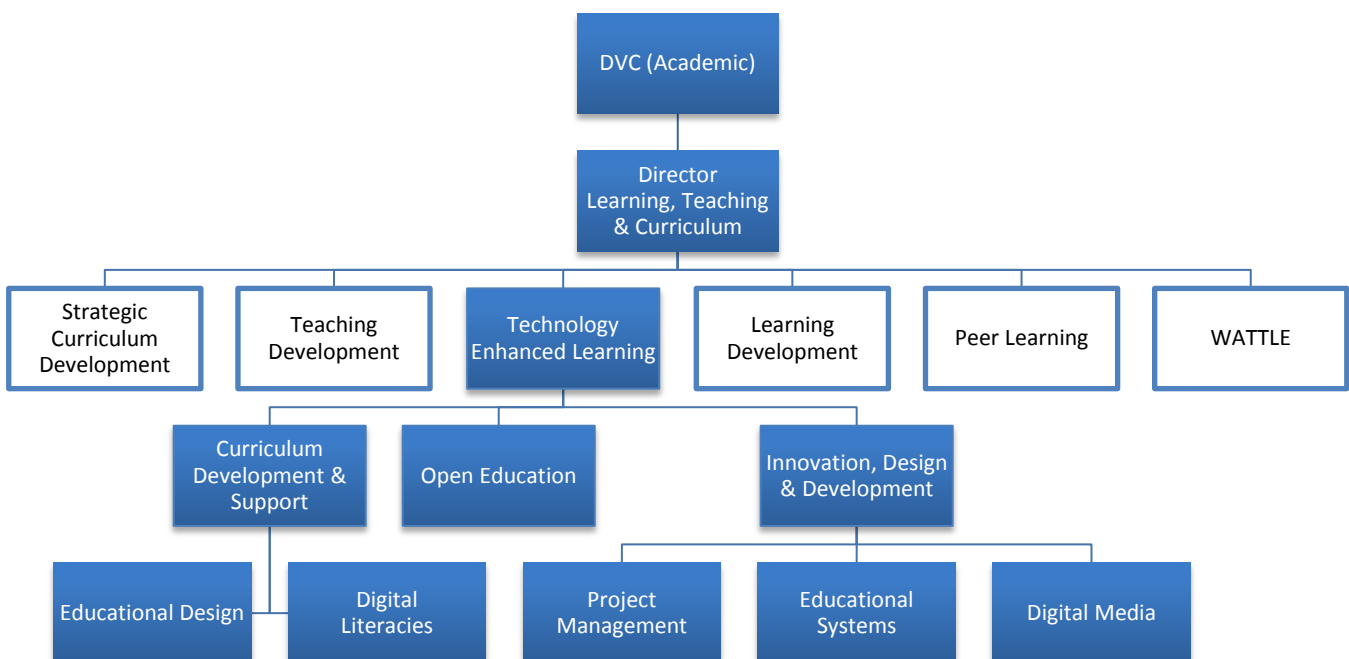 DVC (Academic)
Director
Learning, Teaching
& Curriculum
Strategic
Curriculum
Development
Teaching
Development
Technology
Enhanced Learning
Learning
Development
Peer Learning
WATTLE
Curriculum
Development &
Support
Open Education
Innovation, Design
& Development
Educational Design
Digital
Literacies
Project
Management
Educational
Systems
Digital Media